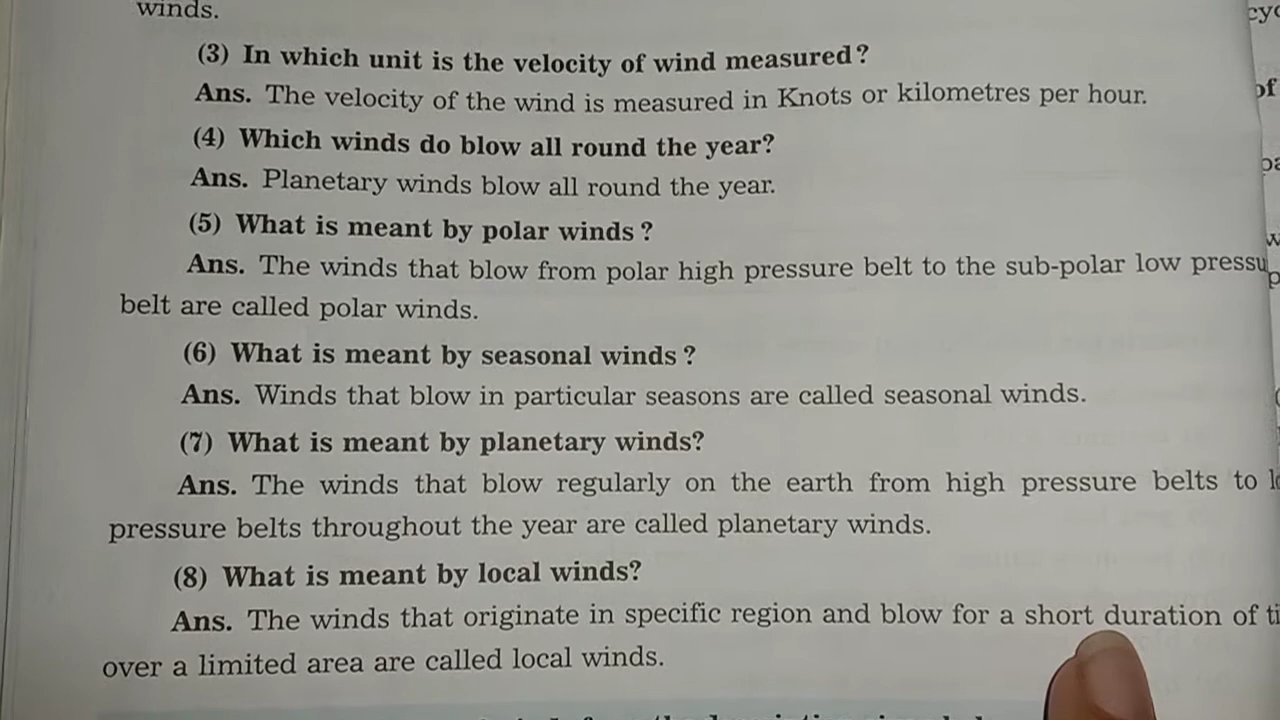 winds.
(3) In which unit is the velocity of wind measured?
Ans. The velocity of the wind is measured in Knots or kilometres per hour.
of
(4) Which winds do blow all round the year?
Ans. Planetary winds blow all round the year.
(5) What is meant by polar winds?
Ans. The winds that blow from polar high pressure belt to the sub-polar low pressu
belt are called polar winds.
(6) What is meant by seasonal winds?
Ans. Winds that blow in particular seasons are called seasonal winds.
(7) What is meant by planetary winds?
Ans. The winds that blow regularly on the earth from high pressure belts to l
pressure belts throughout the year are called planetary winds.
(8) What is meant by local winds?
Ans. The winds that originate in specific region and blow for a short duration of ti
over a limited area are called local winds.